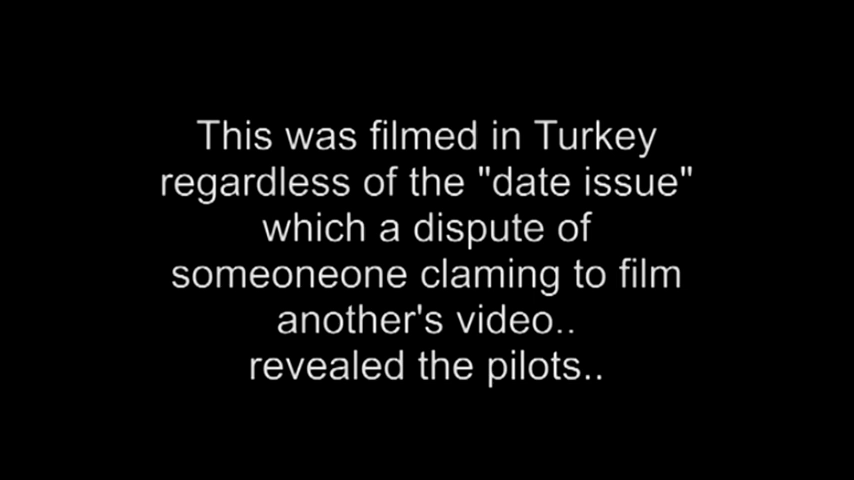 This was filmed in Turkey
regardless of the "date issue"
which a dispute of
someoneone claming to film
another's video..
revealed the pilots..